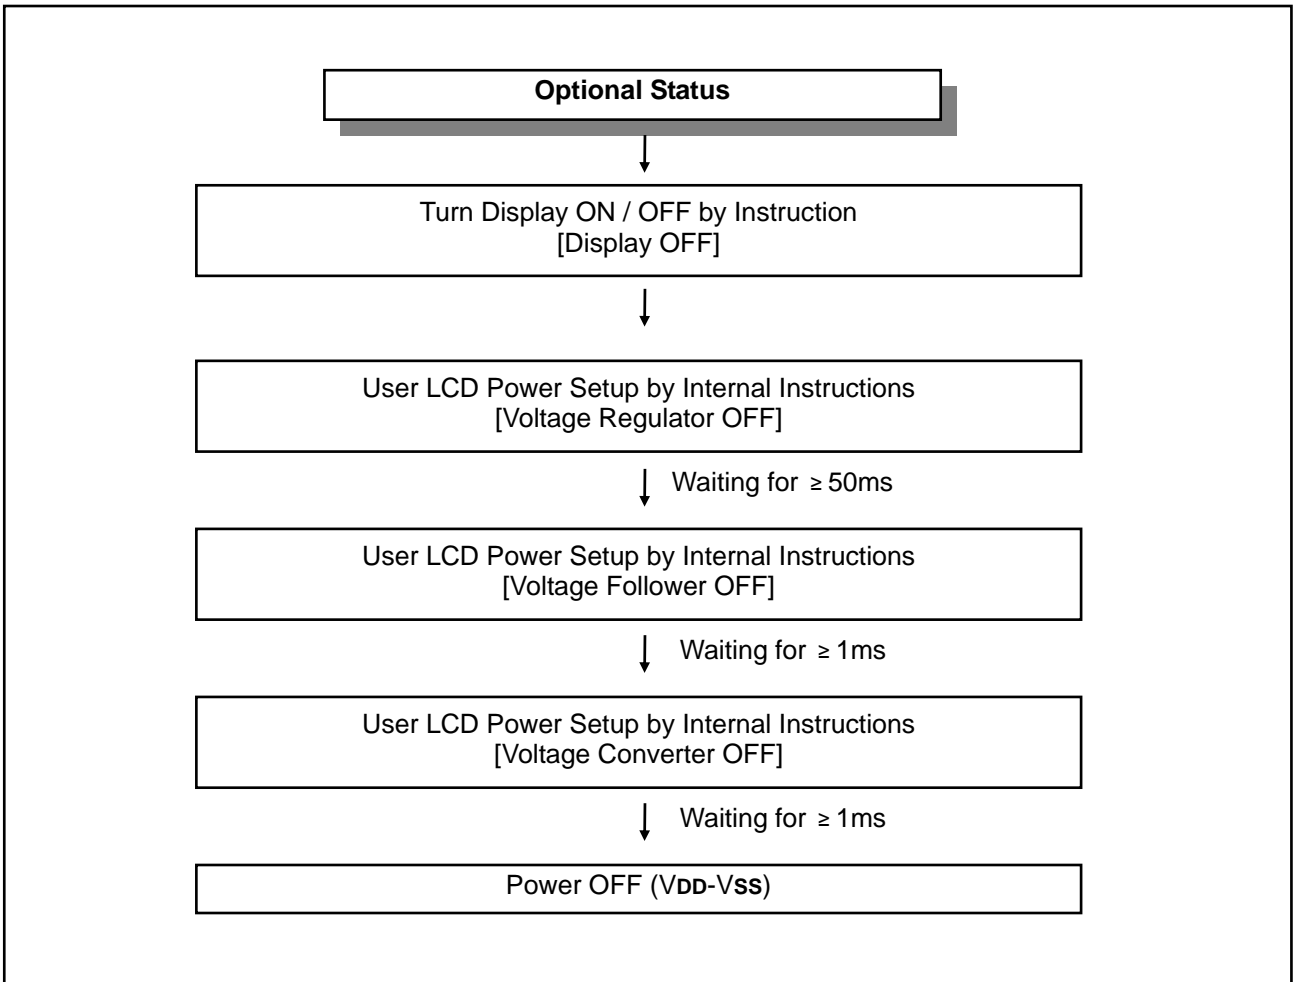 Optional Status
Turn Display ON / OFF by Instruction
[Display OFF]
User LCD Power Setup by Internal Instructions
[Voltage Regulator OFF]
Waiting for ≥ 50ms
User LCD Power Setup by Internal Instructions
[Voltage Follower OFF]
Waiting for ≥ 1ms
User LCD Power Setup by Internal Instructions
[Voltage Converter OFF]
Waiting for ≥ 1ms
Power OFF (VDD-VSS)